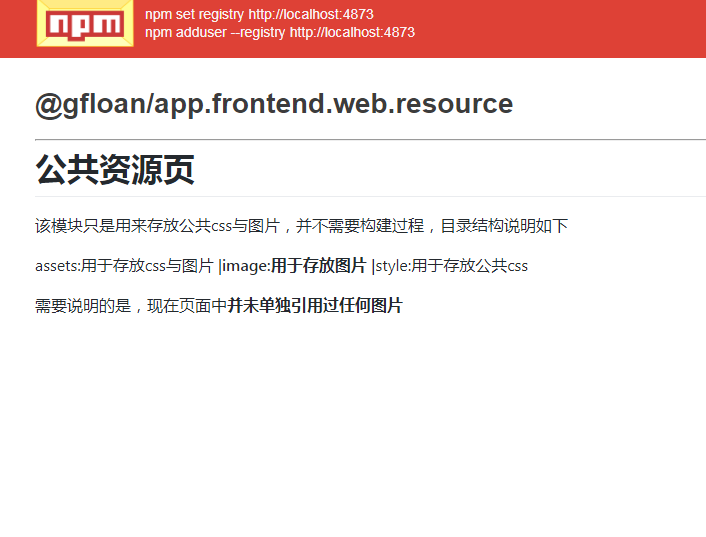 npm
npm set registry http://localhost:4873
npm adduser --registry http://localhost:4873
@gfloan/app.frontend.web.resource
公共资源页
该模块只是用来存放公共css与图片，并不需要构建过程，目录结构说明如下
assets:用于存放css与图片 |image:用于存放图片 |style:用于存放公共css
需要说明的是，现在页面中并未单独引用过任何图片